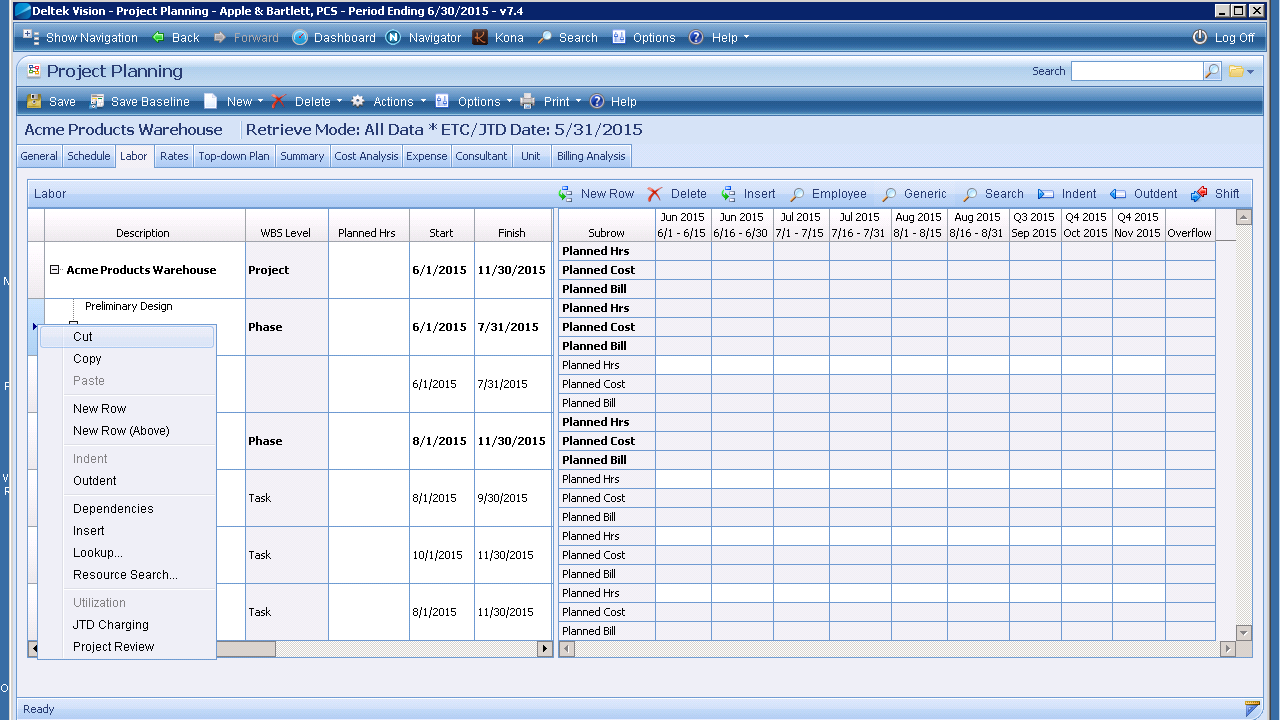 Deltek Vision - Project Planning - Apple & Bartlett, PCS - Period Ending 6/30/2015 - v7.4
Show Navigation Back Forward Dashboard Navigator Kona Search Options Help Log Off
Project Planning Search
Save Save Baseline New Delete Actions Options Print Help
Acme Products Warehouse Retrieve Mode: All Data * ETC/JTD Date: 5/31/2015
General Schedule Labor Rates Top-down Plan Summary Cost Analysis Expense Consultant Unit Billing Analysis
Labor New Row Delete Insert Employee Generic Search Indent Outdent Shift
Jun 2015 Jun 2015 Jul 2015 Jul 2015 Aug 2015 Aug 2015 Q3 2015 Q4 2015 Q4 2015
Description WBS Level Planned Hrs Start Finish Subrow 6/1 - 6/15 6/16 - 6/30 7/1 - 7/15 7/16 - 7/31 8/1 - 8/15 8/16 - 8/31 Sep 2015 Oct 2015 Nov 2015 Overflow
Planned Hrs
Acme Products Warehouse Project 6/1/2015 11/30/2015 Planned Cost
Planned Bill
Preliminary Design Planned Hrs
Phase 6/1/2015 7/31/2015 Planned Cost
Cut Planned Bill
Copy Planned Hrs
Paste 6/1/2015 7/31/2015 Planned Cost
New Row Planned Bill
New Row (Above) Planned Hrs
Phase 8/1/2015 11/30/2015 Planned Cost
Indent Planned Bill
Outdent Planned Hrs
Task 8/1/2015 9/30/2015 Planned Cost
Dependencies Planned Bill
Insert Planned Hrs
Lookup... Task 10/1/2015 11/30/2015 Planned Cost
Resource Search... Planned Bill
Utilization Planned Hrs
Task 8/1/2015 11/30/2015 Planned Cost
JTD Charging Planned Bill
Project Review
Ready